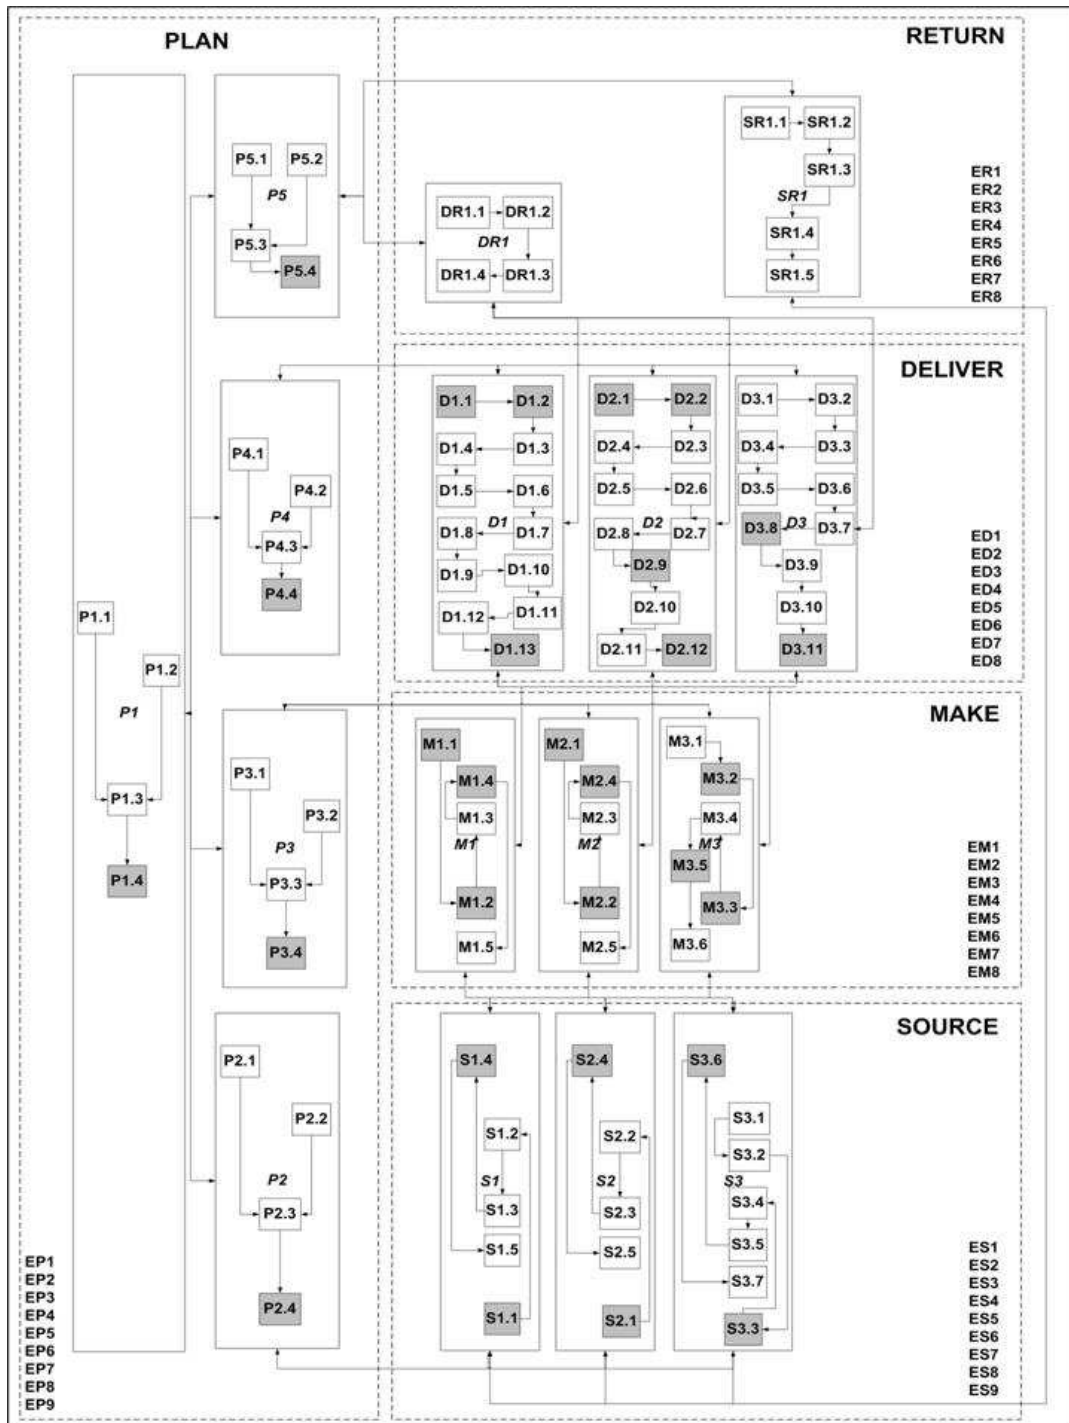 PLAN
P5.1 P5.2
P5
P5.3
P5.4
P4.1
P4.2
P4
P4.3
P4.4
P1.1
P1.2
P1
P1.3
P1.4
P3.1
P3.2
P3
P3.3
P3.4
P2.1
P2.2
P2
P2.3
P2.4
EP1
EP2
EP3
EP4
EP5
EP6
EP7
EP8
EP9
RETURN
SR1.1 SR1.2
SR1.3
SR1
SR1.4
SR1.5
DR1.1 DR1.2
DR1
DR1.4 DR1.3
ER1
ER2
ER3
ER4
ER5
ER6
ER7
ER8
DELIVER
D1.1 D1.2
D1.4 D1.3
D1.5 D1.6
D1
D1.8 D1.7
D1.9 D1.10
D1.12 D1.11
D1.13
D2.1 D2.2
D2.4 D2.3
D2.5 D2.6
D2
D2.8 D2.7
D2.9
D2.10
D2.11 D2.12
D3.1 D3.2
D3.4 D3.3
D3.5 D3.6
D3.8 D3 D3.7
D3.9
D3.10
D3.11
ED1
ED2
ED3
ED4
ED5
ED6
ED7
ED8
MAKE
M1.1
M1.4
M1.3
M1
M1.2
M1.5
M2.1
M2.4
M2.3
M2
M2.2
M2.5
M3.1
M3.2
M3.4
M3
M3.5
M3.3
M3.6
EM1
EM2
EM3
EM4
EM5
EM6
EM7
EM8
SOURCE
S1.4
S1.2
S1
S1.3
S1.5
S1.1
S2.4
S2.2
S2
S2.3
S2.5
S2.1
S3.6
S3.1
S3.2
S3
S3.4
S3.5
S3.7
S3.3
ES1
ES2
ES3
ES4
ES5
ES6
ES7
ES8
ES9